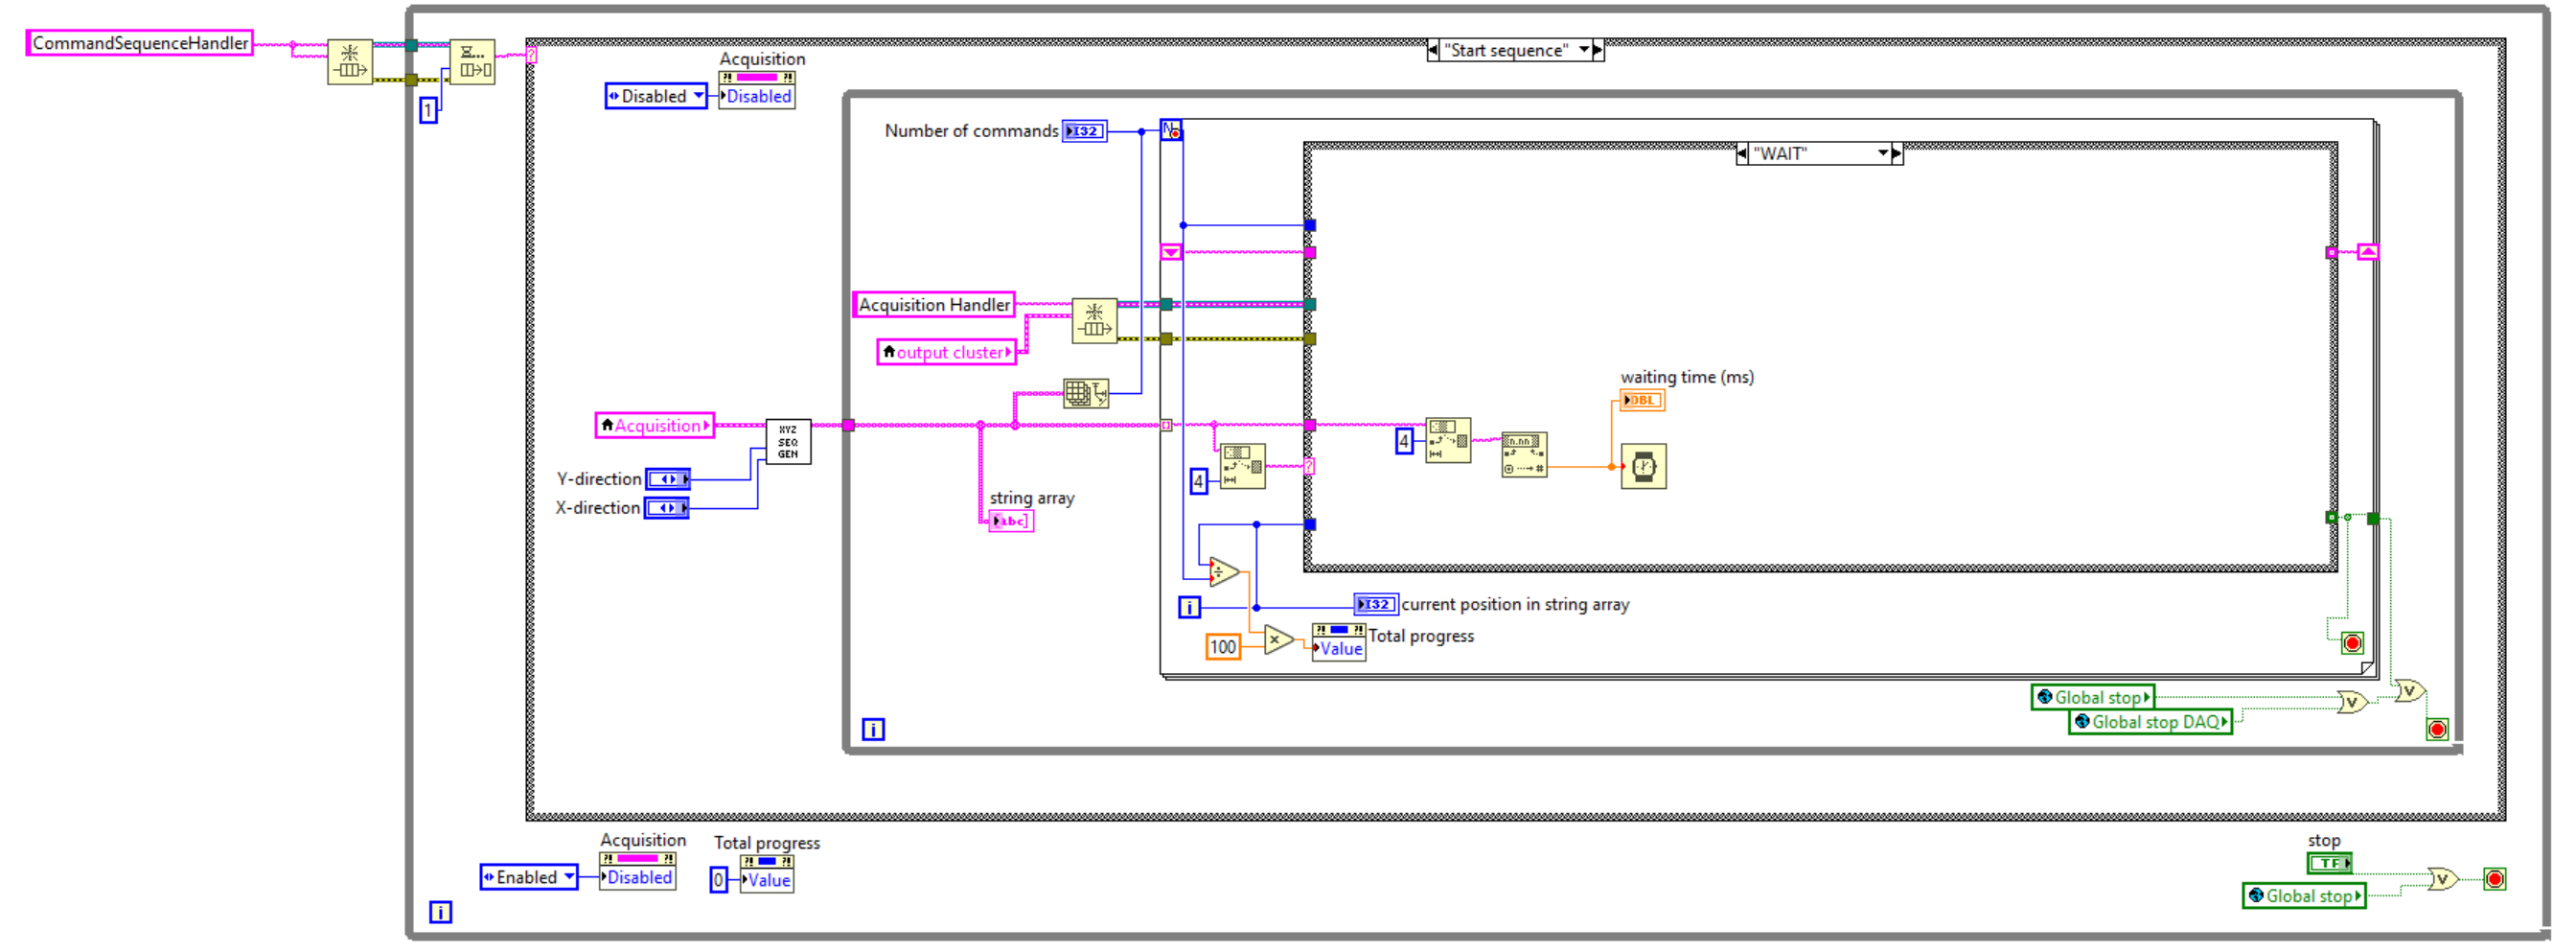 CommandSequenceHandler
1
"Start sequence"
Acquisition
Disabled
Disabled
Number of commands
I32
N
"WAIT"
Acquisition Handler
output cluster
waiting time (ms)
DBL
Acquisition
XYZ
SEQ
GEN
4
4
n.nn
Y-direction
X-direction
string array
abc]
i
I32
current position in string array
100
Total progress
Value
Global stop
Global stop DAQ
i
Acquisition
Enabled
Disabled
Total progress
0
Value
stop
TF
Global stop
i